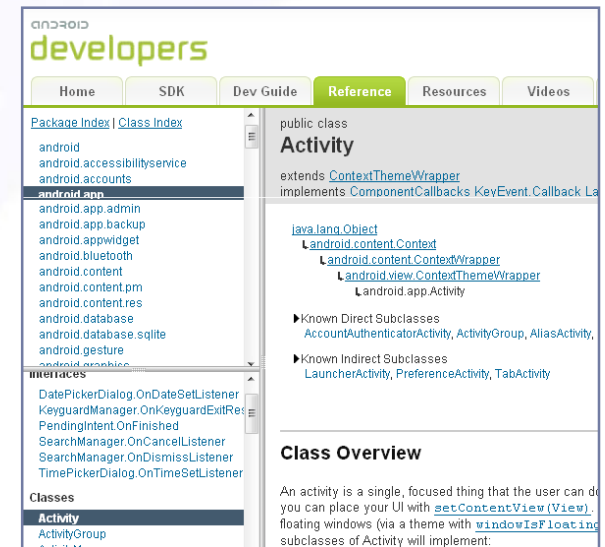 android
developers
Home SDK Dev Guide Reference Resources Videos
Package Index | Class Index
android
android.accessibilityservice
android.accounts
android.app
android.app.admin
android.app.backup
android.appwidget
android.bluetooth
android.content
android.content.pm
android.content.res
android.database
android.database.sqlite
android.gesture
android.graphics
Interfaces
DatePickerDialog.OnDateSetListener
KeyguardManager.OnKeyguardExitRes
PendingIntent.OnFinished
SearchManager.OnCancelListener
SearchManager.OnDismissListener
TimePickerDialog.OnTimeSetListener
Classes
Activity
ActivityGroup
public class
Activity
extends ContextThemeWrapper
implements ComponentCallbacks KeyEvent.Callback La
java.lang.Object
android.content.Context
android.content.ContextWrapper
android.view.ContextThemeWrapper
android.app.Activity
Known Direct Subclasses
AccountAuthenticatorActivity, ActivityGroup, AliasActivity,
Known Indirect Subclasses
LauncherActivity, PreferenceActivity, TabActivity
Class Overview
An activity is a single, focused thing that the user can do
you can place your UI with setContentView(View).
floating windows (via a theme with windowIsFloating
subclasses of Activity will implement: